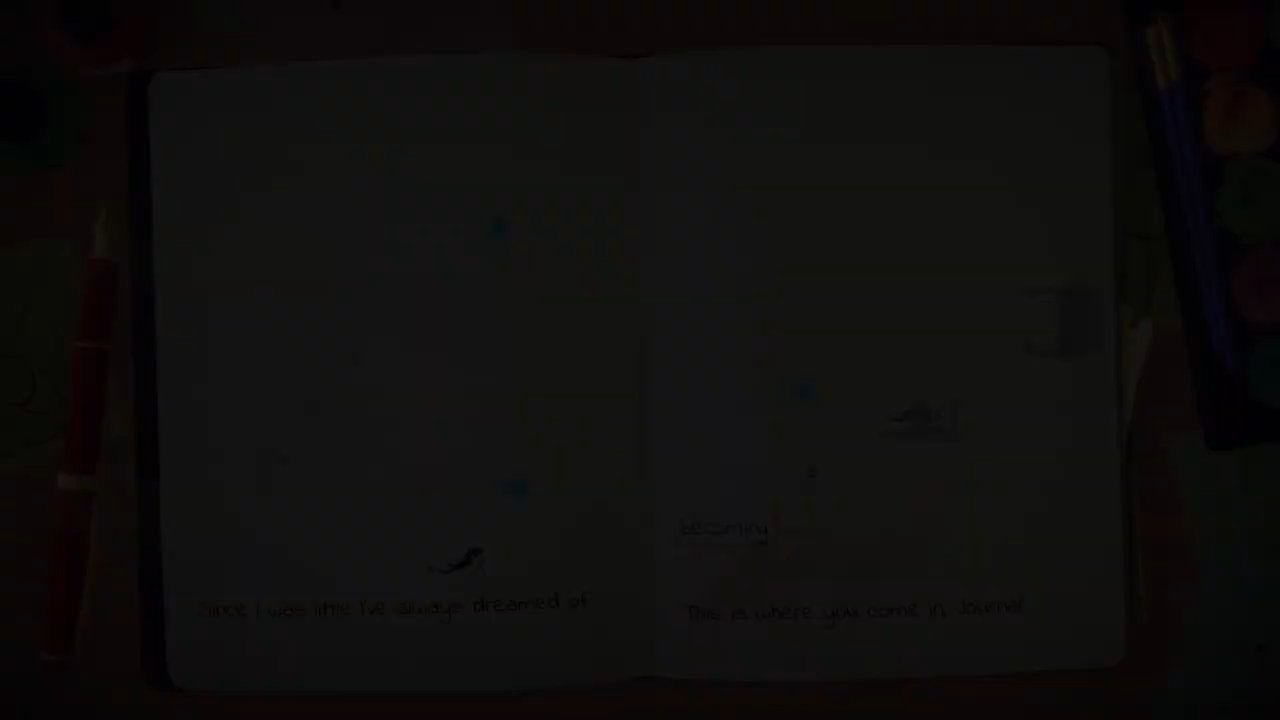 Since I was little I've always dreamed of
becoming
This is where you come in Journal